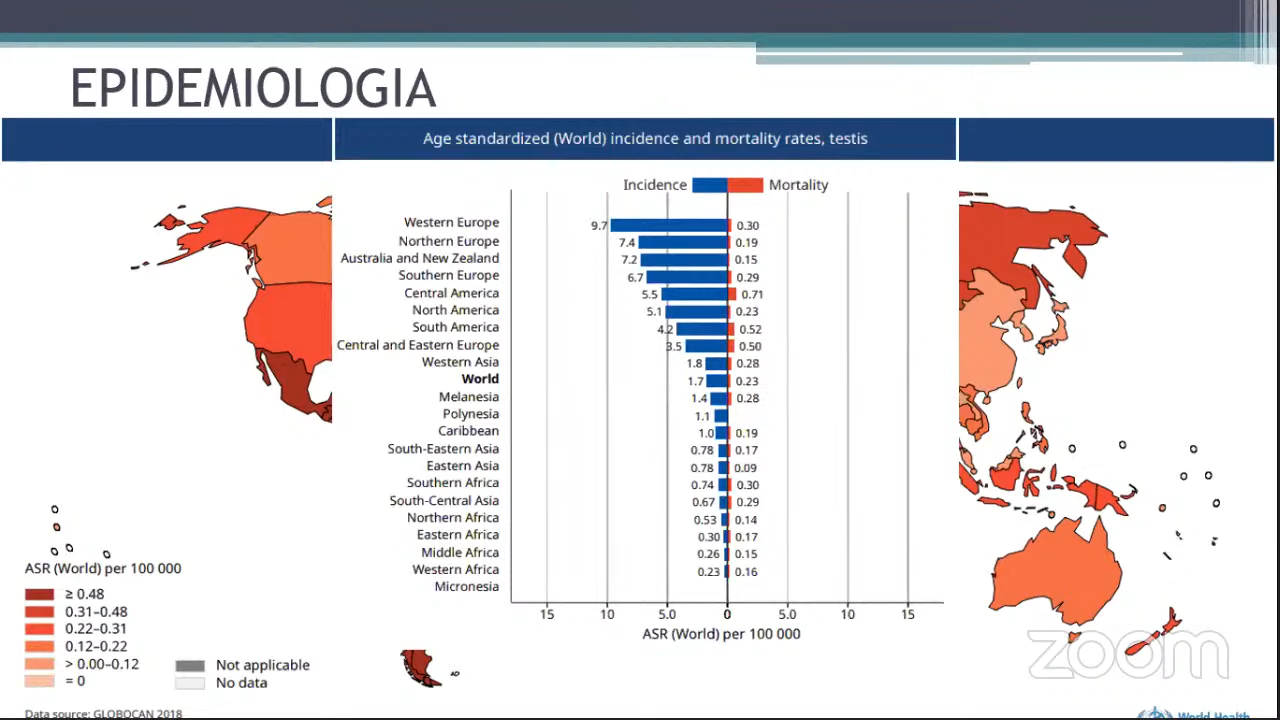 EPIDEMIOLOGIA
Age standardized (World) incidence and mortality rates, testis
Incidence Mortality
Western Europe 9.7 0.30
Northern Europe 7.4 0.19
Australia and New Zealand 7.2 0.15
Southern Europe 6.7 0.29
Central America 5.5 0.71
North America 5.1 0.23
South America 4.2 0.52
Central and Eastern Europe 3.5 0.50
Western Asia 1.8 0.28
World 1.7 0.23
Melanesia 1.4 0.28
Polynesia 1.1
Caribbean 1.0 0.19
South-Eastern Asia 0.78 0.17
Eastern Asia 0.78 0.09
Southern Africa 0.74 0.30
South-Central Asia 0.67 0.29
Northern Africa 0.53 0.14
Eastern Africa 0.30 0.17
Middle Africa 0.26 0.15
Western Africa 0.23 0.16
Micronesia
15 10 5.0 0 5.0 10 15
ASR (World) per 100 000
ASR (World) per 100 000
≥ 0.48
0.31–0.48
0.22–0.31
0.12–0.22
> 0.00–0.12
= 0
Not applicable
No data
Data source: GLOBOCAN 2018
zoom
World Health